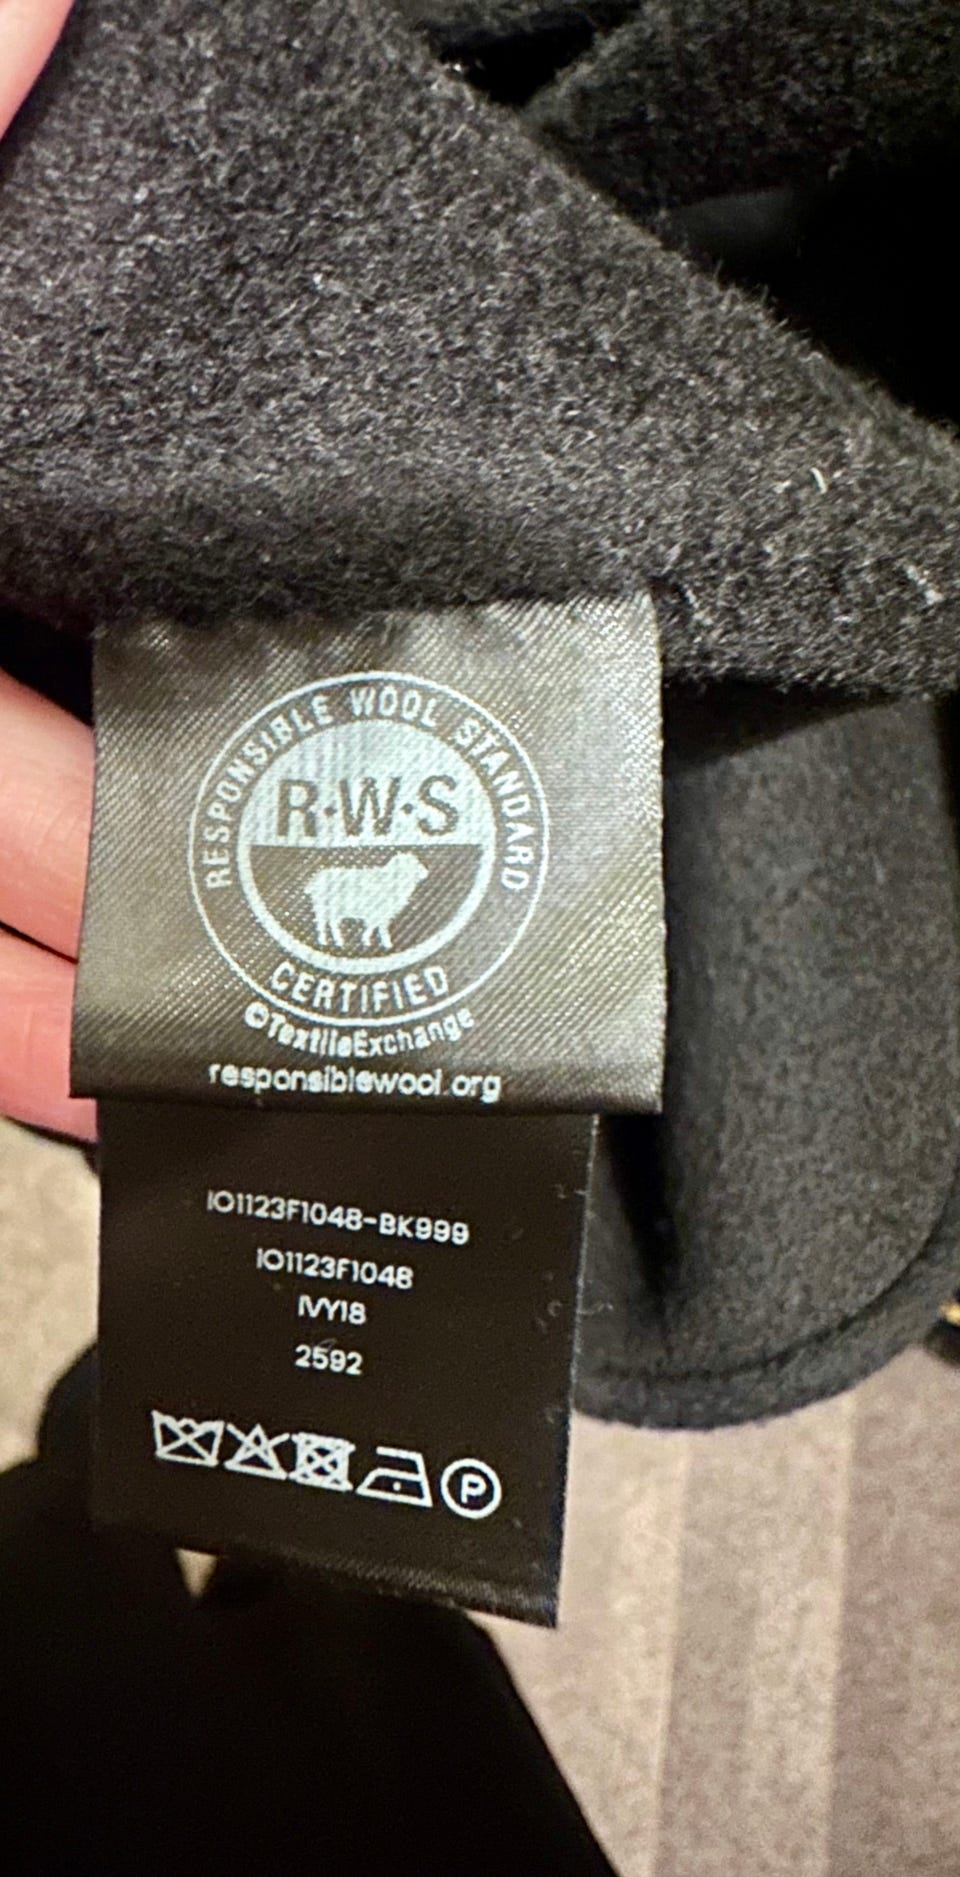 RESPONSIBLE WOOL STANDARD
R·W·S
CERTIFIED
©TextileExchange
responsiblewool.org
IO1123F1048-BK999
IO1123F1048
IVY18
2592
P